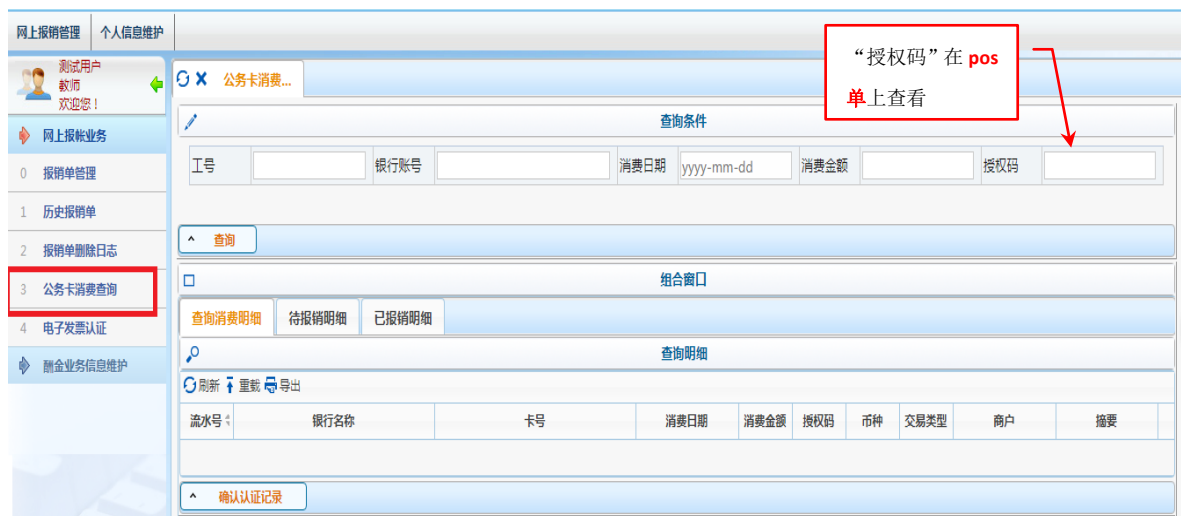 网上报销管理 个人信息维护
测试用户
教师
欢迎您！
公务卡消费...
“授权码”在 pos
单上查看
网上报帐业务
0 报销单管理
1 历史报销单
2 报销单删除日志
3 公务卡消费查询
4 电子发票认证
酬金业务信息维护
查询条件
工号 银行账号 消费日期 yyyy-mm-dd 消费金额 授权码
查询
组合窗口
查询消费明细 待报销明细 已报销明细
查询明细
刷新 重载 导出
流水号 银行名称 卡号 消费日期 消费金额 授权码 币种 交易类型 商户 摘要
确认认证记录